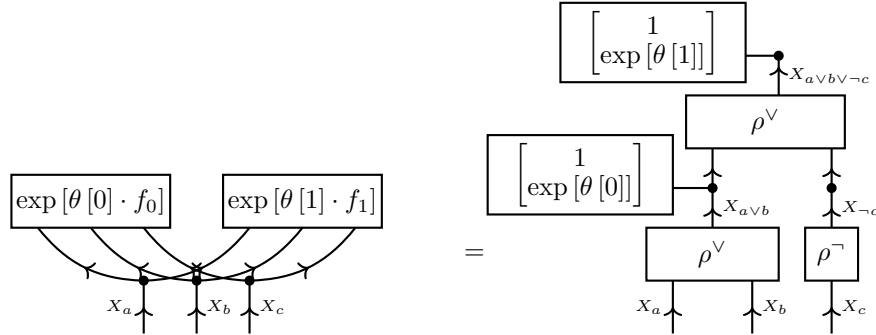 1
exp [θ [1]]
X_{a∨b∨¬c}
ρ^∨
1
exp [θ [0]]
exp [θ [0] · f_0]
exp [θ [1] · f_1]
X_{a∨b}
X_{¬c}
=
ρ^∨
ρ^¬
X_a
X_b
X_c
X_a
X_b
X_c